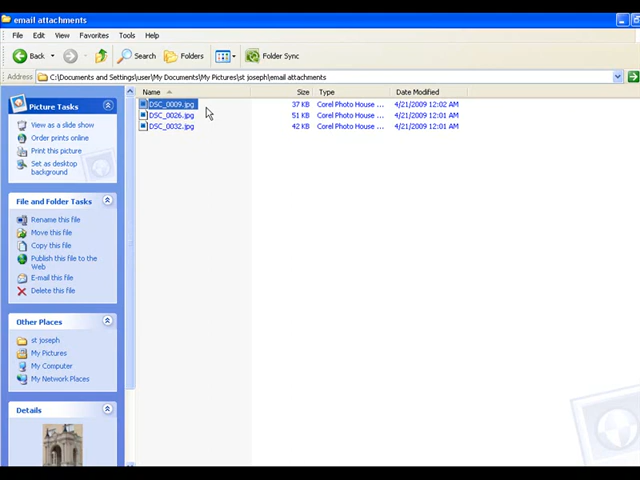 email attachments
File Edit View Favorites Tools Help
Back Search Folders Folder Sync
Address C:\Documents and Settings\user\My Documents\My Pictures\st joseph\email attachments
Name Size Type Date Modified
DSC_0009.jpg 37 KB Corel Photo House ... 4/21/2009 12:02 AM
DSC_0026.jpg 51 KB Corel Photo House ... 4/21/2009 12:01 AM
DSC_0032.jpg 42 KB Corel Photo House ... 4/21/2009 12:01 AM
Picture Tasks
View as a slide show
Order prints online
Print this picture
Set as desktop
background
File and Folder Tasks
Rename this file
Move this file
Copy this file
Publish this file to the
Web
E-mail this file
Delete this file
Other Places
st joseph
My Pictures
My Computer
My Network Places
Details